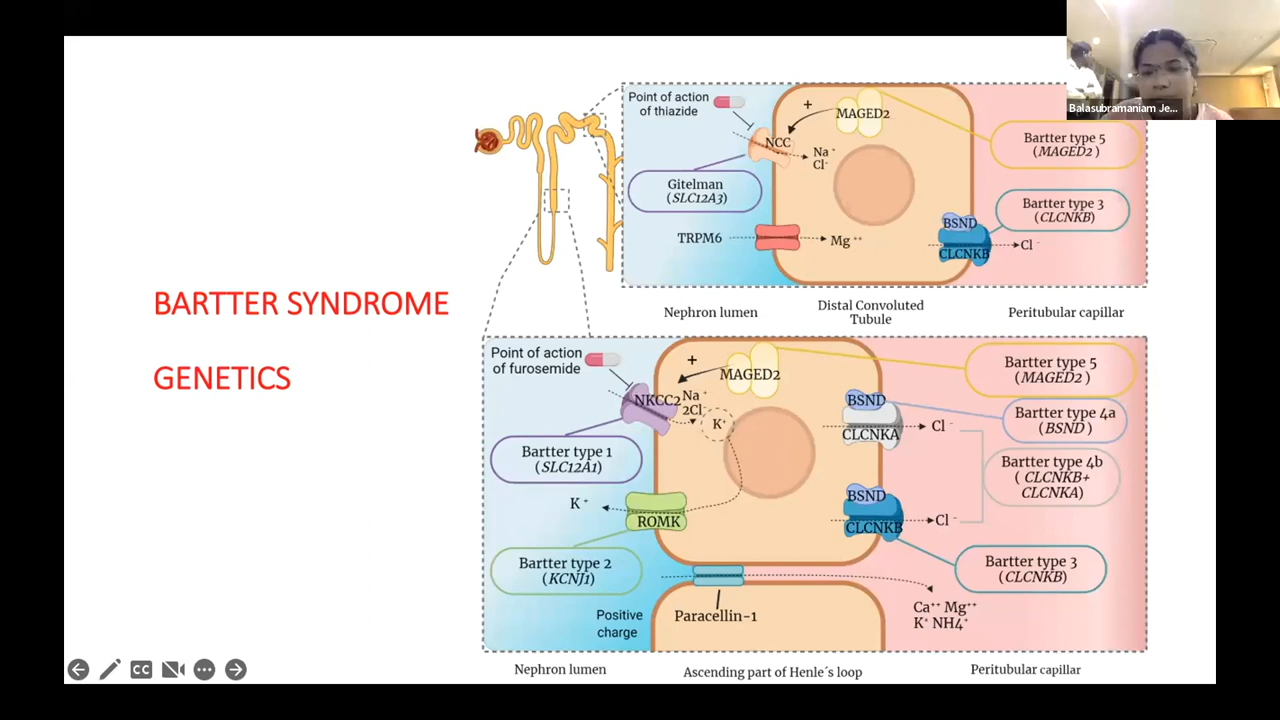 Balasubramaniam Je...
BARTTER SYNDROME
GENETICS
Point of action
of thiazide
+
MAGED2
NCC
Na +
Cl-
Gitelman
(SLC12A3)
TRPM6
Mg ++
BSND
CLCNKB
Cl -
Bartter type 5
(MAGED2 )
Bartter type 3
(CLCNKB)
Nephron lumen
Distal Convoluted
Tubule
Peritubular capillar
Point of action
of furosemide
+
MAGED2
NKCC2
Na +
2Cl-
K+
Bartter type 1
(SLC12A1)
K +
ROMK
Bartter type 2
(KCNJ1)
BSND
CLCNKA
Cl -
BSND
CLCNKB
Cl -
Bartter type 5
(MAGED2 )
Bartter type 4a
(BSND )
Bartter type 4b
( CLCNKB+
CLCNKA)
Bartter type 3
(CLCNKB)
Positive
charge
Paracellin-1
Ca++ Mg++
K+ NH4+
Nephron lumen
Ascending part of Henle´s loop
Peritubular capillar
CC